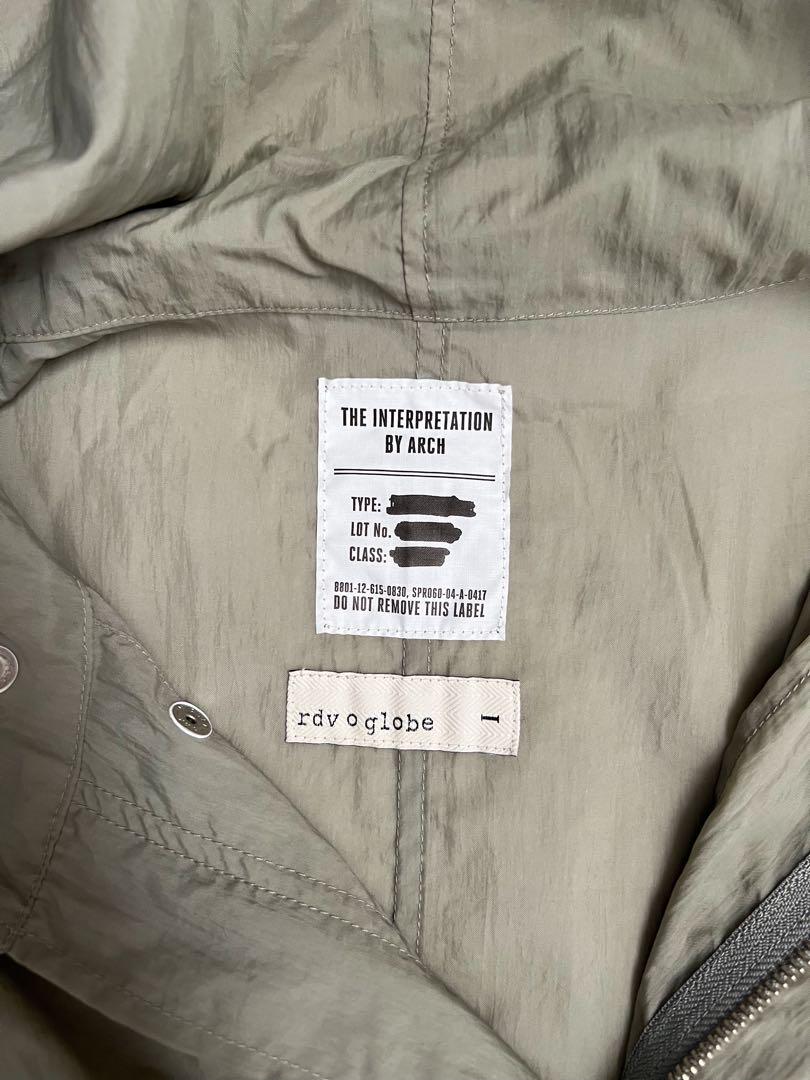 THE INTERPRETATION
BY ARCH
TYPE:
LOT No.
CLASS:
8801-12-615-0830, SPR060-04-A-0417
DO NOT REMOVE THIS LABEL
rdv o globe I